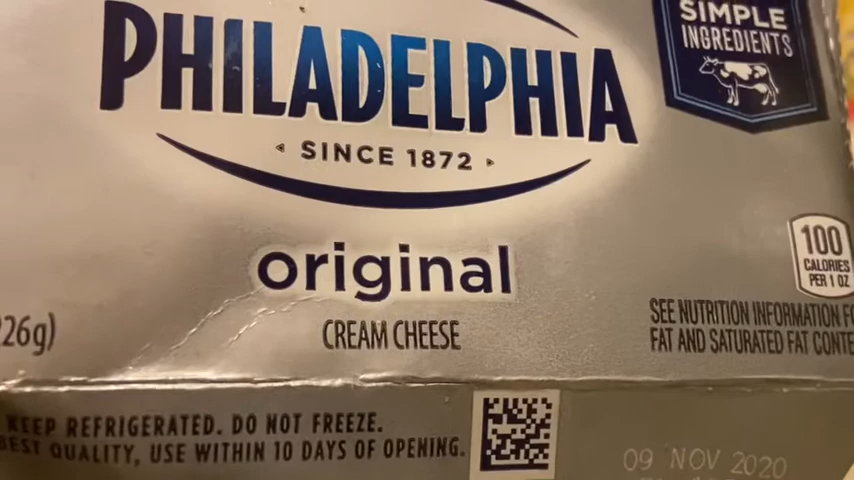 PHILADELPHIA
SINCE 1872
SIMPLE
INGREDIENTS
original
CREAM CHEESE
100
CALORIES
PER 1 OZ
226g)
SEE NUTRITION INFORMATION
FAT AND SATURATED FAT
KEEP REFRIGERATED. DO NOT FREEZE.
BEST QUALITY, USE WITHIN 10 DAYS OF OPENING.
09 NOV 2020